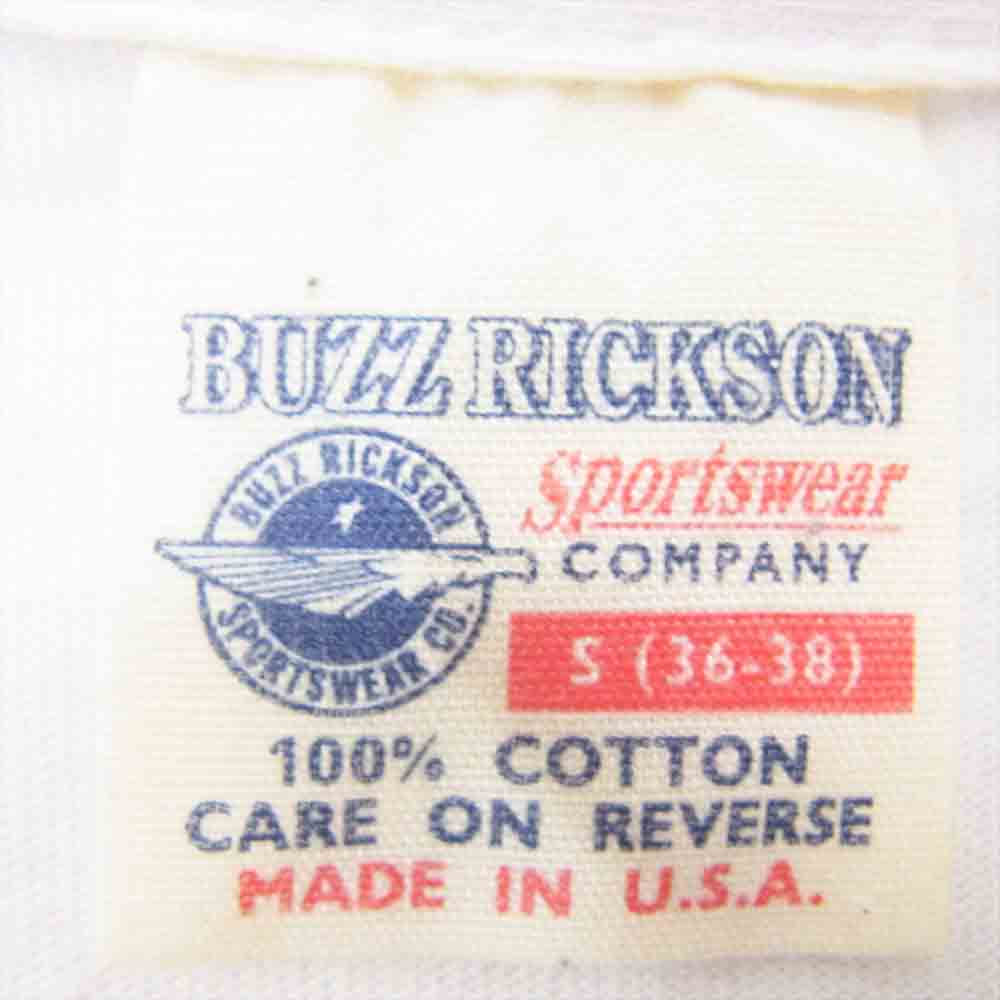 BUZZ RICKSON
Sportswear
COMPANY
BUZZ RICKSON
SPORTSWEAR CO.
S (36-38)
100% COTTON
CARE ON REVERSE
MADE IN U.S.A.